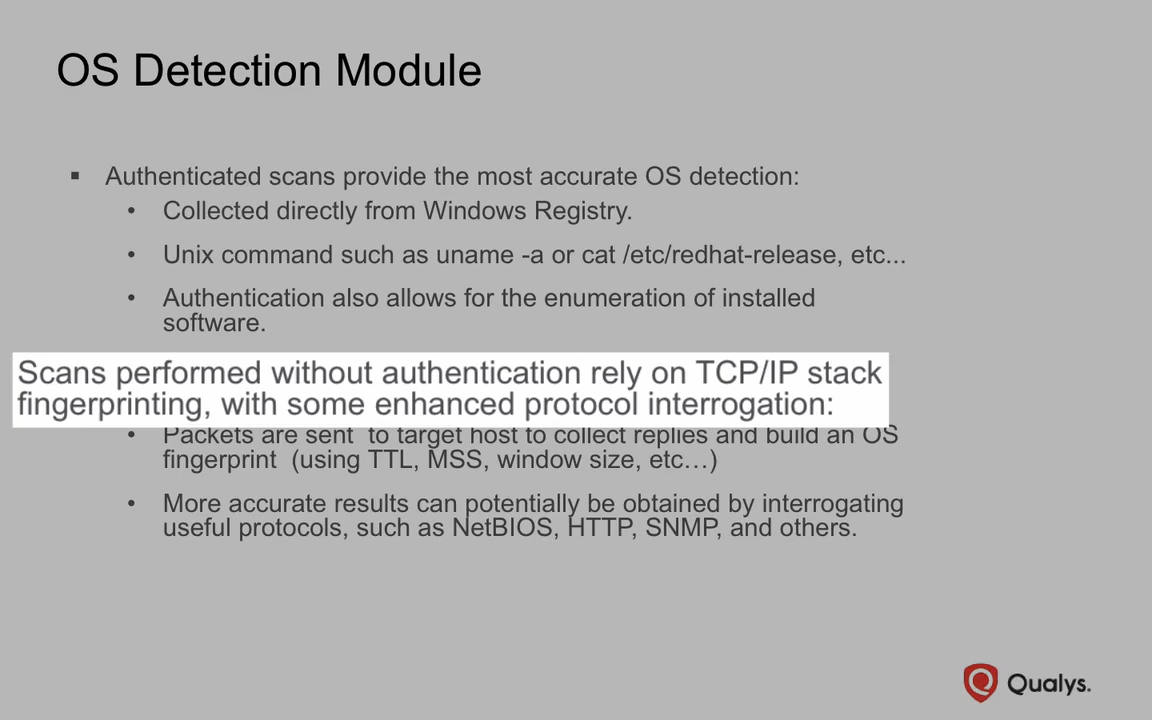 OS Detection Module
▪ Authenticated scans provide the most accurate OS detection:
• Collected directly from Windows Registry.
• Unix command such as uname -a or cat /etc/redhat-release, etc...
• Authentication also allows for the enumeration of installed
software.
Scans performed without authentication rely on TCP/IP stack
fingerprinting, with some enhanced protocol interrogation:
• Packets are sent  to target host to collect replies and build an OS
fingerprint  (using TTL, MSS, window size, etc…)
• More accurate results can potentially be obtained by interrogating
useful protocols, such as NetBIOS, HTTP, SNMP, and others.
Qualys.